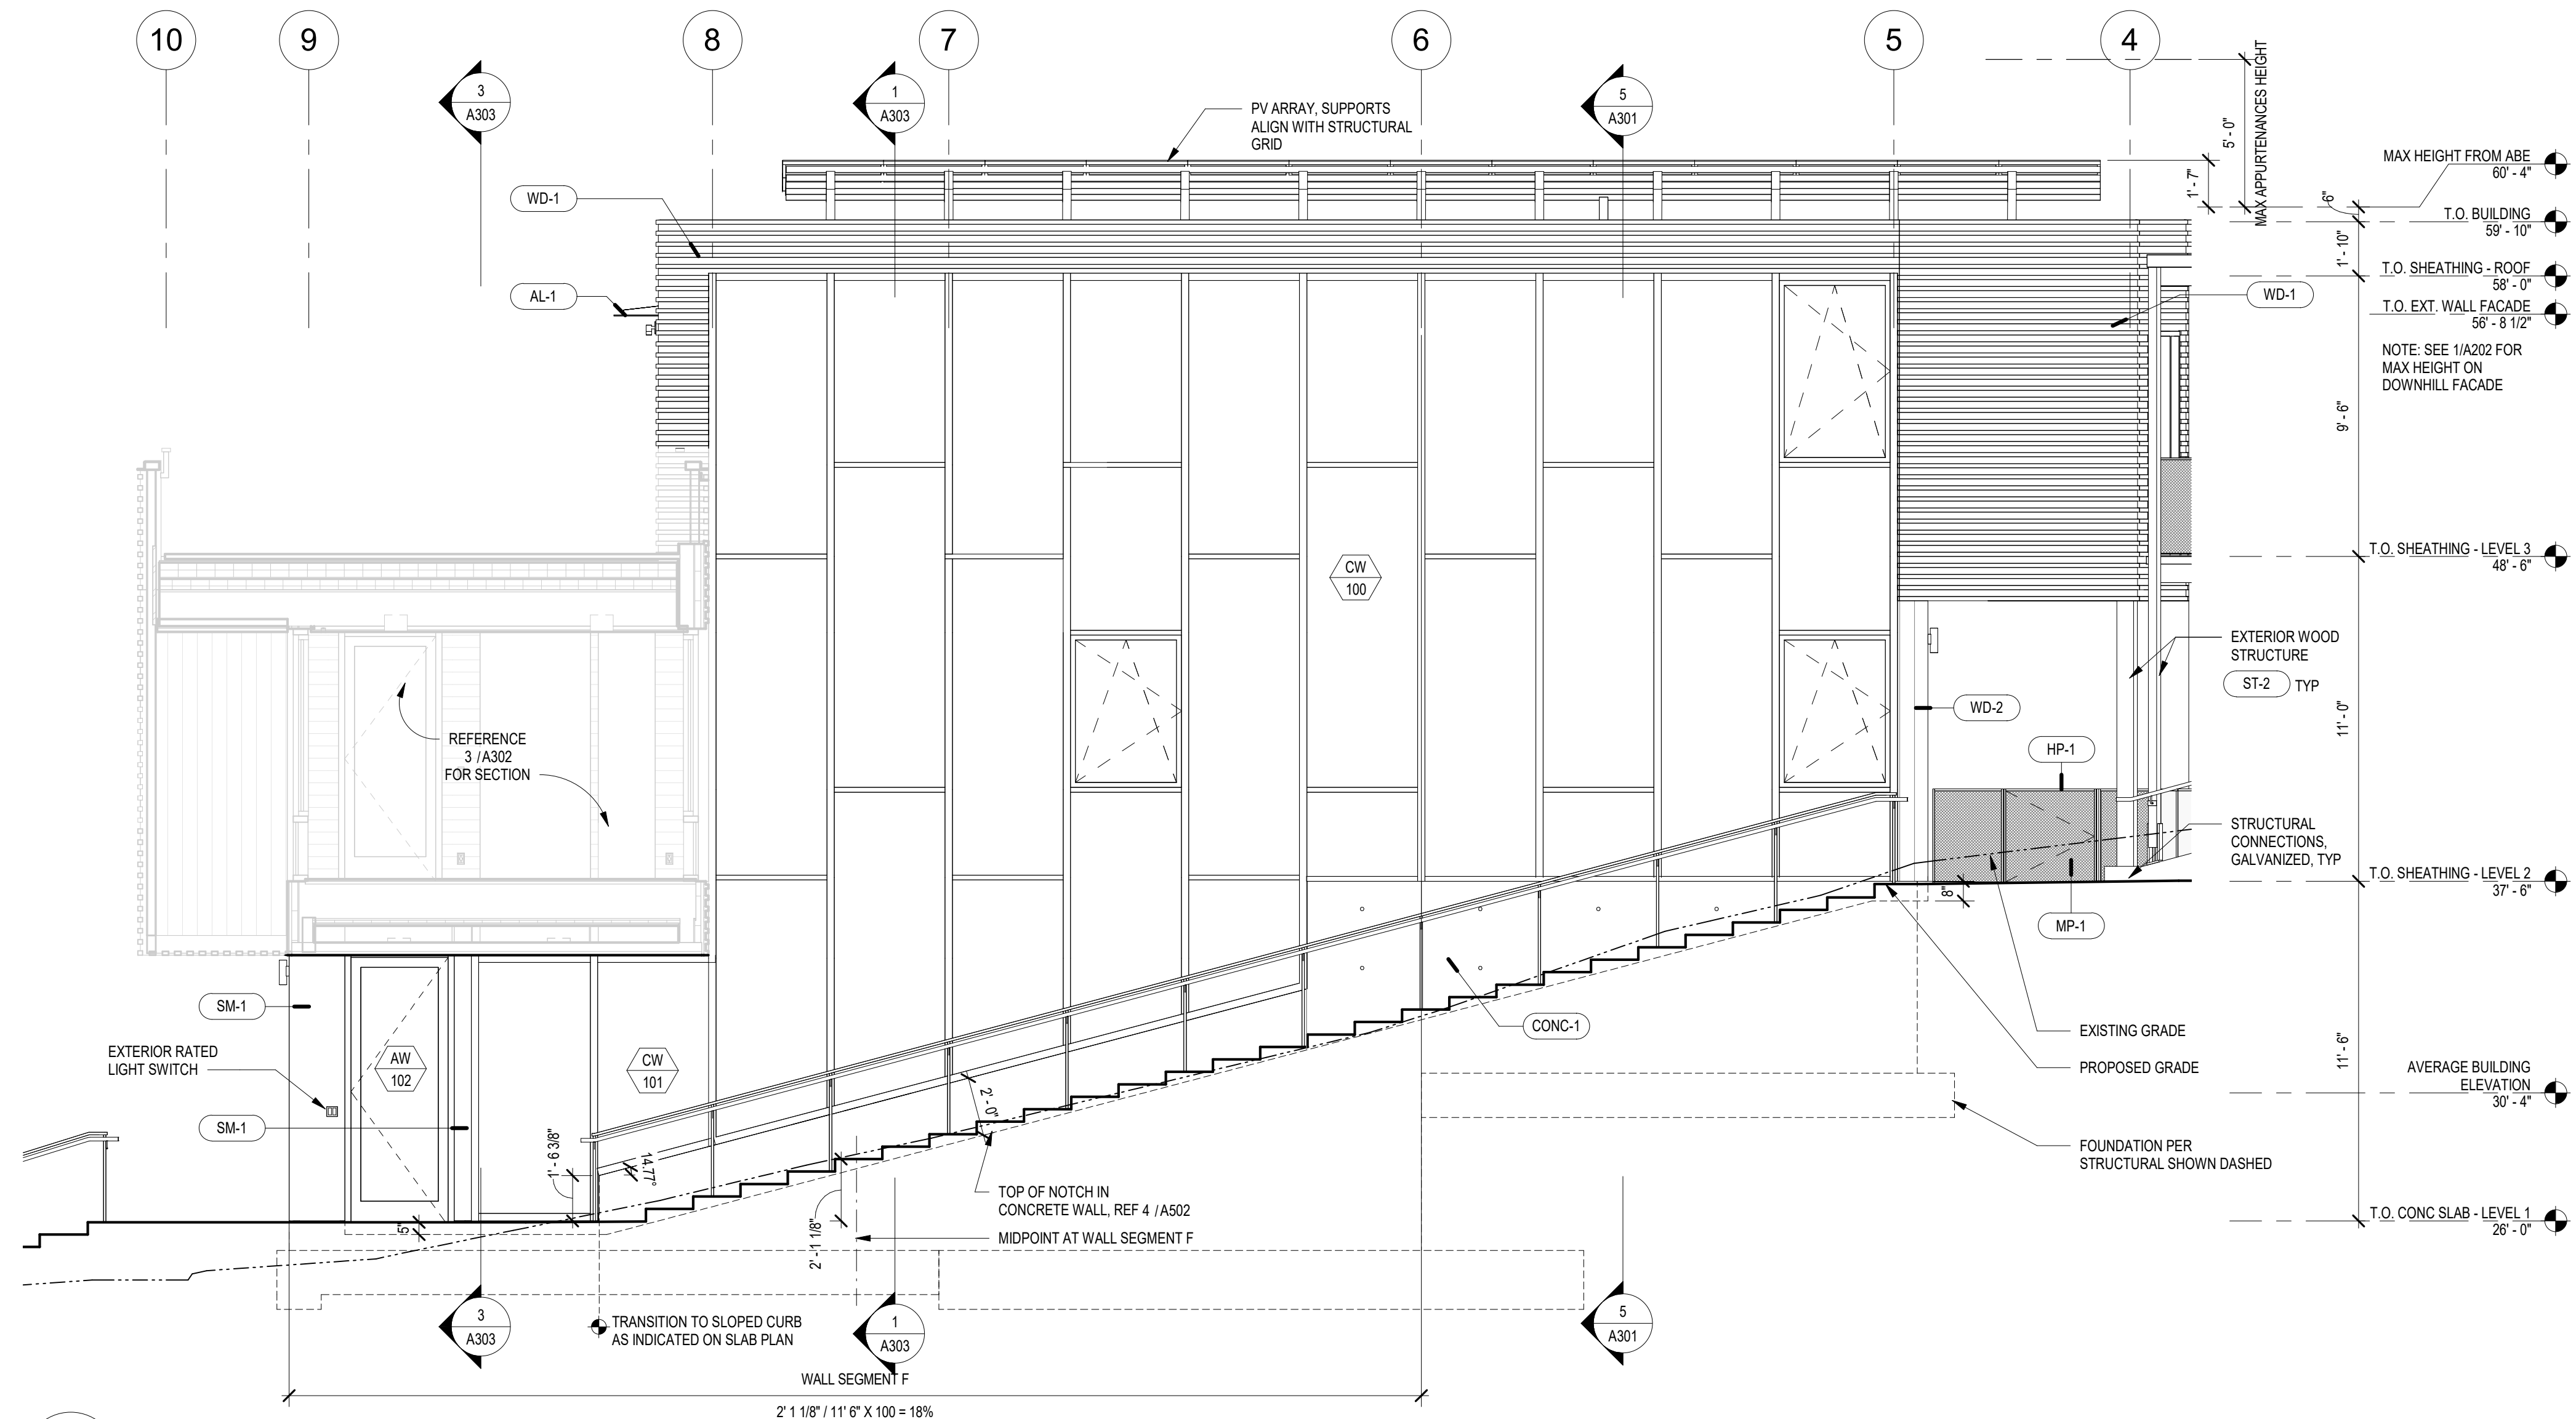 10
9
8
7
6
5
4
3
A303
1
A303
5
A301
PV ARRAY, SUPPORTS
ALIGN WITH STRUCTURAL
GRID
MAX APPURTENANCES HEIGHT
5' - 0"
1' - 7"
6"
MAX HEIGHT FROM ABE
60' - 4"
T.O. BUILDING
59' - 10"
1' - 10"
T.O. SHEATHING - ROOF
58' - 0"
T.O. EXT. WALL FACADE
56' - 8 1/2"
NOTE: SEE 1/A202 FOR
MAX HEIGHT ON
DOWNHILL FACADE
WD-1
AL-1
WD-1
9' - 6"
T.O. SHEATHING - LEVEL 3
48' - 6"
CW
100
EXTERIOR WOOD
STRUCTURE
ST-2 TYP
WD-2
HP-1
11' - 0"
REFERENCE
3 / A302
FOR SECTION
STRUCTURAL
CONNECTIONS,
GALVANIZED, TYP
T.O. SHEATHING - LEVEL 2
37' - 6"
8"
MP-1
SM-1
CONC-1
EXISTING GRADE
PROPOSED GRADE
11' - 6"
EXTERIOR RATED
LIGHT SWITCH
AW
102
CW
101
AVERAGE BUILDING
ELEVATION
30' - 4"
SM-1
2' - 0"
1' - 6 3/8"
14.77°
FOUNDATION PER
STRUCTURAL SHOWN DASHED
TOP OF NOTCH IN
CONCRETE WALL, REF 4 / A502
5"
2' - 1 1/8"
MIDPOINT AT WALL SEGMENT F
T.O. CONC SLAB - LEVEL 1
26' - 0"
TRANSITION TO SLOPED CURB
AS INDICATED ON SLAB PLAN
3
A303
1
A303
5
A301
WALL SEGMENT F
2' 1 1/8" / 11' 6" X 100 = 18%